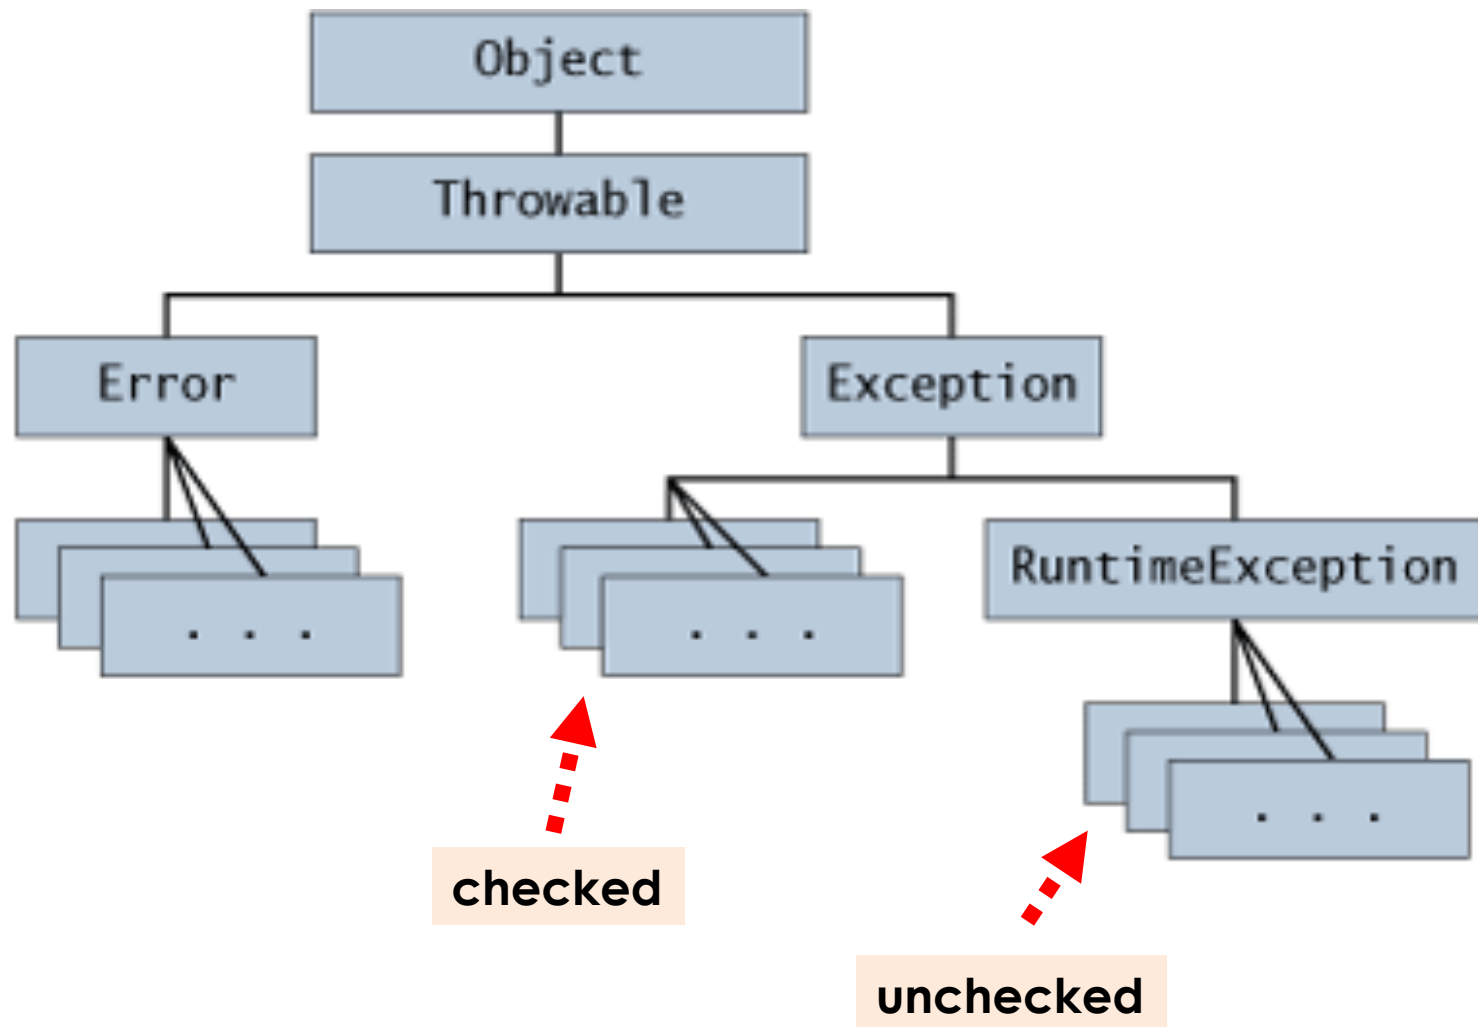 Object
Throwable
Error
Exception
. . .
. . .
RuntimeException
. . .
checked
unchecked